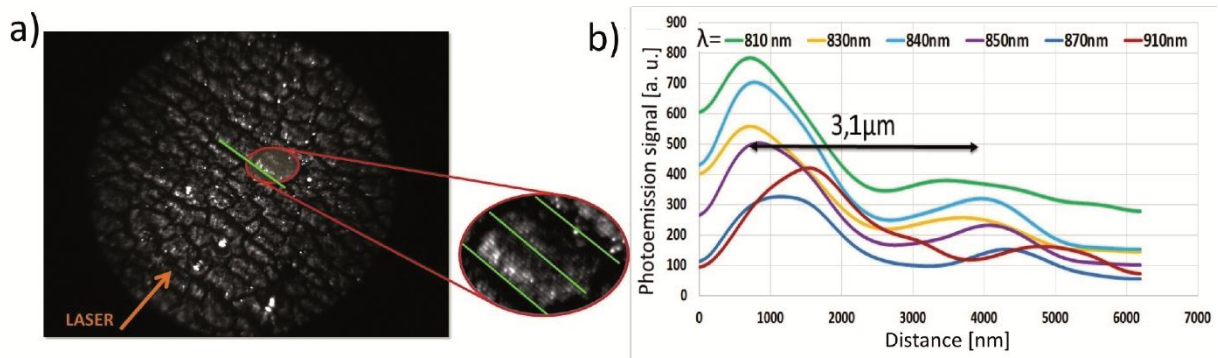 a)
LASER
b)
λ= 810 nm 830nm 840nm 850nm 870nm 910nm
900
800
700
600
500
400
300
200
100
0
3,1μm
Photoemission signal [a. u.]
0 1000 2000 3000 4000 5000 6000 7000
Distance [nm]